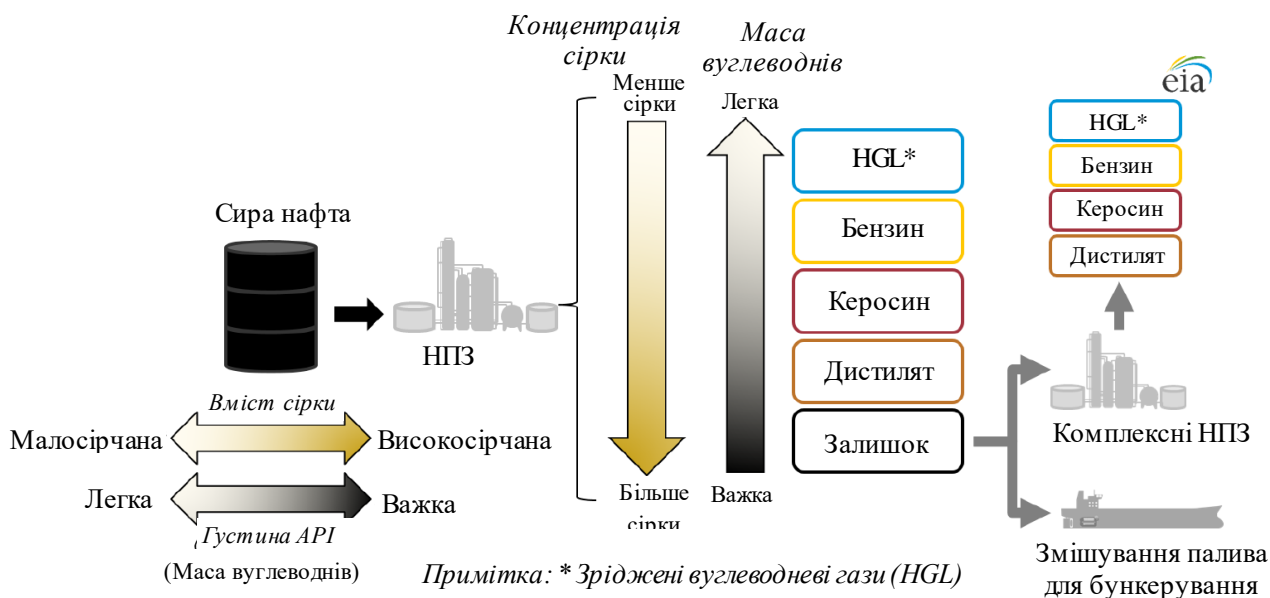 Концентрація
сірки
Маса
вуглеводнів
eia
Менше
сірки
Легка
HGL*
Бензин
Керосин
Дистилят
Залишок
HGL*
Бензин
Керосин
Дистилят
Сира нафта
НПЗ
Вміст сірки
Малосірчана
Високосірчана
Легка
Важка
Густина API
(Маса вуглеводнів)
Більше
сірки
Важка
Комплексні НПЗ
Змішування палива
для бункерування
Примітка: * Зріджені вуглеводневі гази (HGL)